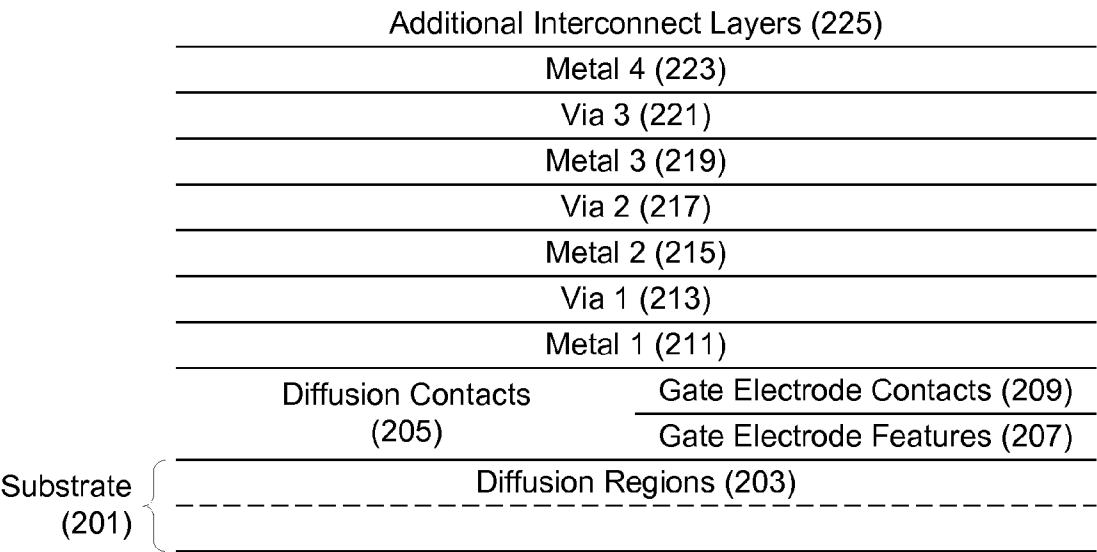 Additional Interconnect Layers (225)
Metal 4 (223)
Via 3 (221)
Metal 3 (219)
Via 2 (217)
Metal 2 (215)
Via 1 (213)
Metal 1 (211)
Diffusion Contacts
(205)
Gate Electrode Contacts (209)
Gate Electrode Features (207)
Substrate
(201)
Diffusion Regions (203)